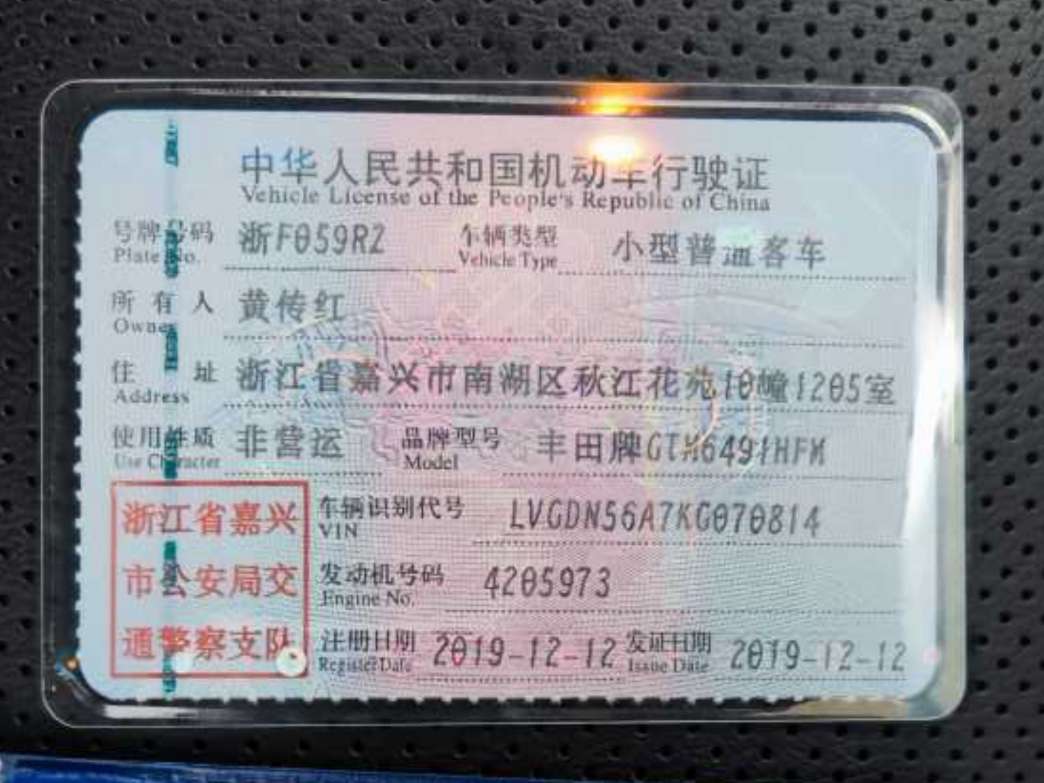 中华人民共和国机动车行驶证
Vehicle License of the People's Republic of China
号牌号码 浙F059RZ 车辆类型 小型普通客车
Plate No. Vehicle Type
所有人 黄传红
Owner
住址 浙江省嘉兴市南湖区秋江花苑10幢1205室
Address
使用性质 非营运 品牌型号 丰田牌GTM6491HFM
Use Character Model
浙江省嘉兴 车辆识别代号 LVGDN56A7KG070814
VIN
市公安局交 发动机号码 4205973
Engine No.
通警察支队 注册日期 2019-12-12 发证日期 2019-12-12
Register Date Issue Date